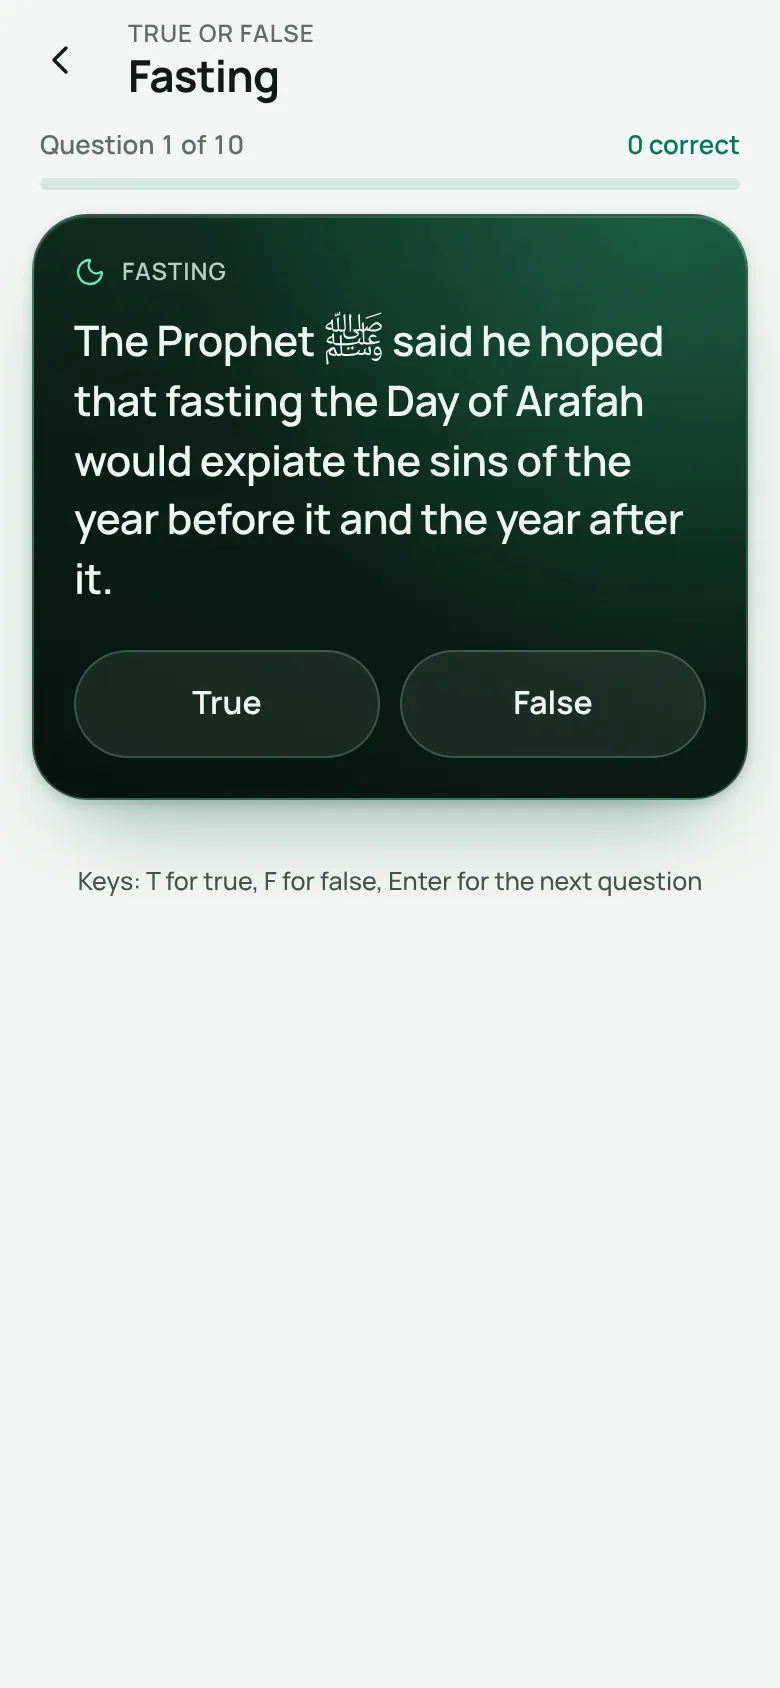 TRUE OR FALSE
Fasting
Question 1 of 10
0 correct
FASTING
The Prophet ﷺ said he hoped
that fasting the Day of Arafah
would expiate the sins of the
year before it and the year after
it.
True
False
Keys: T for true, F for false, Enter for the next question